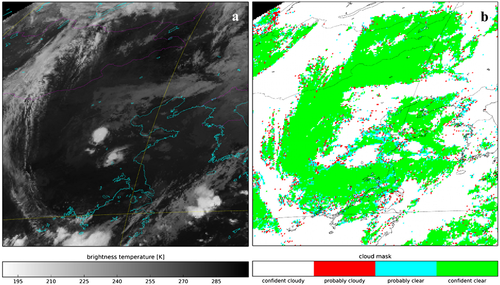 a
b
brightness temperature [K]
195 210 225 240 255 270 285
cloud mask
confident cloudy probably cloudy probably clear confident clear